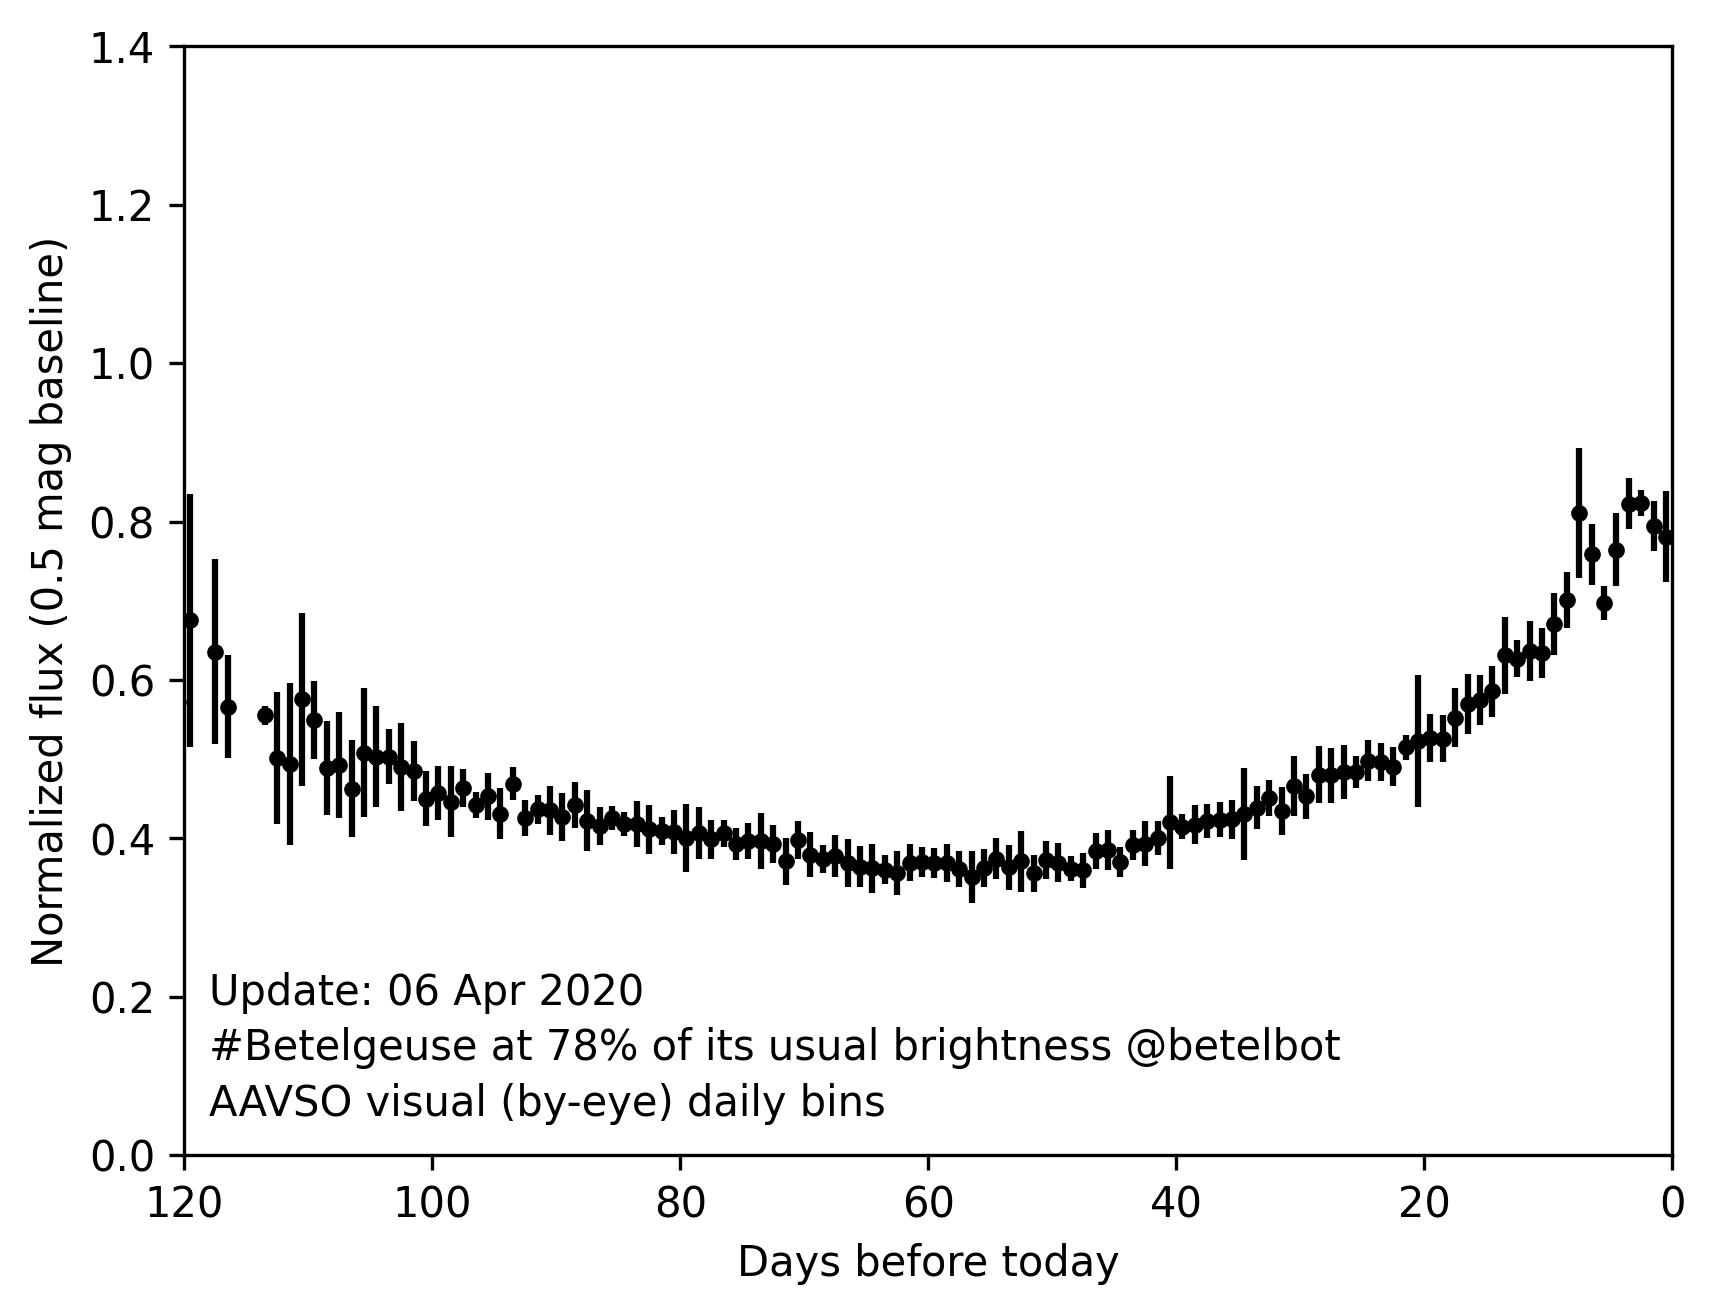 1.4
1.2
1.0
0.8
0.6
0.4
0.2
0.0
Normalized flux (0.5 mag baseline)
Update: 06 Apr 2020
#Betelgeuse at 78% of its usual brightness @betelbot
AAVSO visual (by-eye) daily bins
120 100 80 60 40 20 0
Days before today